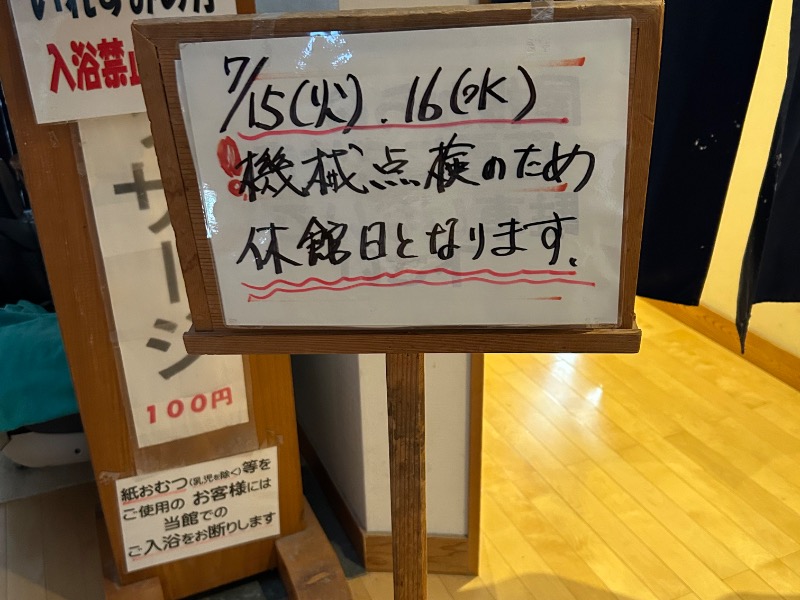 入浴禁止
7/15(火).16(水)
機械点検のため
休館日となります。
サージ
100円
紙おむつ(乳児を除く)等を
ご使用の お客様には
当館での
ご入浴をお断りします